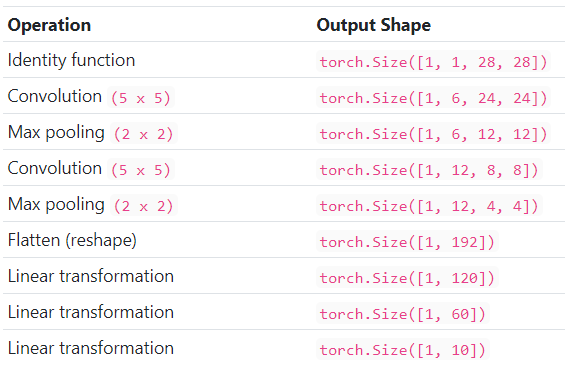 Operation Output Shape
Identity function torch.Size([1, 1, 28, 28])
Convolution (5 x 5) torch.Size([1, 6, 24, 24])
Max pooling (2 x 2) torch.Size([1, 6, 12, 12])
Convolution (5 x 5) torch.Size([1, 12, 8, 8])
Max pooling (2 x 2) torch.Size([1, 12, 4, 4])
Flatten (reshape) torch.Size([1, 192])
Linear transformation torch.Size([1, 120])
Linear transformation torch.Size([1, 60])
Linear transformation torch.Size([1, 10])